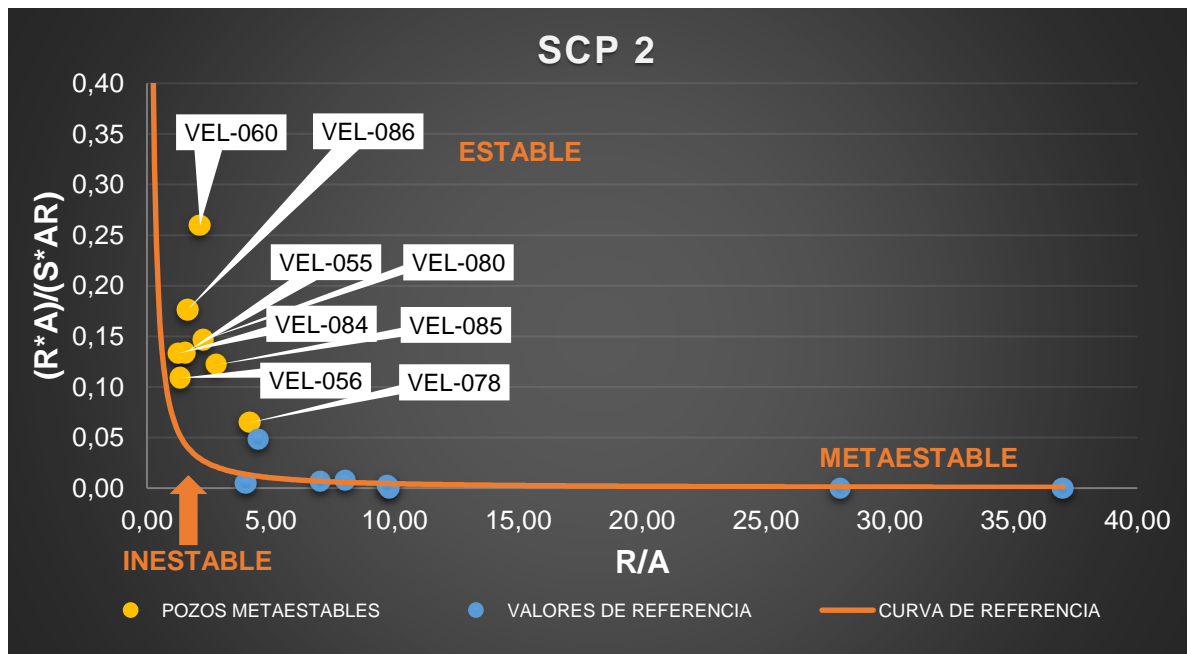 SCP 2
(R*A)/(S*AR)
0,40
0,35
0,30
0,25
0,20
0,15
0,10
0,05
0,00
VEL-060
VEL-086
ESTABLE
VEL-055
VEL-080
VEL-084
VEL-085
VEL-056
VEL-078
METAESTABLE
0,00 5,00 10,00 15,00 20,00 25,00 30,00 35,00 40,00
INESTABLE
R/A
POZOS METAESTABLES VALORES DE REFERENCIA CURVA DE REFERENCIA